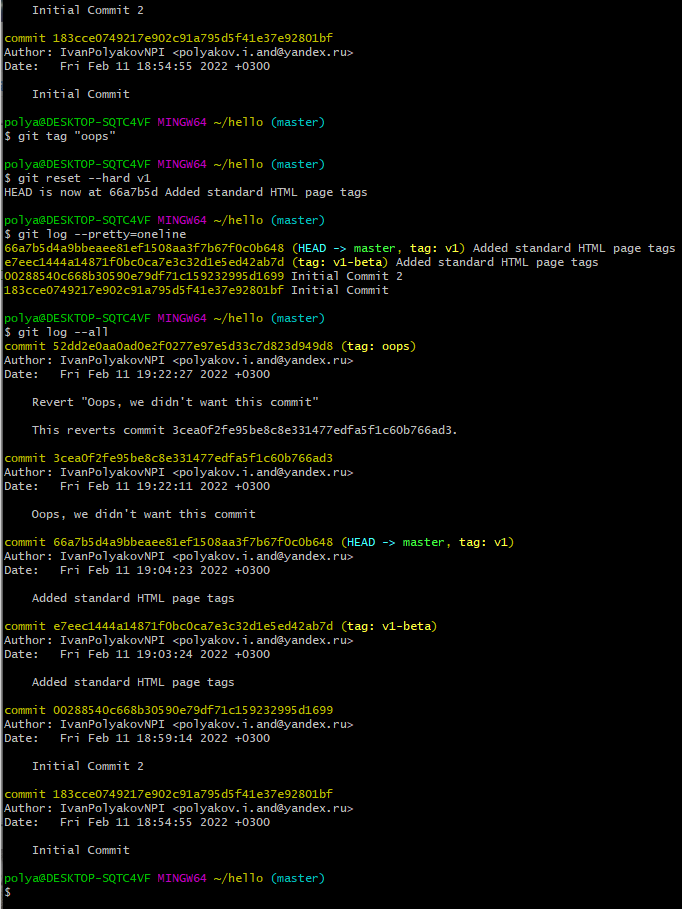 Initial Commit 2
commit 183cce0749217e902c91a795d5f41e37e92801bf
Author: IvanPolyakovNPI <polyakov.i.and@yandex.ru>
Date:   Fri Feb 11 18:54:55 2022 +0300
Initial Commit
polya@DESKTOP-SQTC4VF MINGW64 ~/hello (master)
$ git tag "oops"
polya@DESKTOP-SQTC4VF MINGW64 ~/hello (master)
$ git reset --hard v1
HEAD is now at 66a7b5d Added standard HTML page tags
polya@DESKTOP-SQTC4VF MINGW64 ~/hello (master)
$ git log --pretty=oneline
66a7b5d4a9bbeaee81ef1508aa3f7b67f0c0b648 (HEAD -> master, tag: v1) Added standard HTML page tags
e7eec1444a14871f0bc0ca7e3c32d1e5ed42ab7d (tag: v1-beta) Added standard HTML page tags
00288540c668b30590e79df71c159232995d1699 Initial Commit 2
183cce0749217e902c91a795d5f41e37e92801bf Initial Commit
polya@DESKTOP-SQTC4VF MINGW64 ~/hello (master)
$ git log --all
commit 52dd2e0aa0ad0e2f0277e97e5d33c7d823d949d8 (tag: oops)
Author: IvanPolyakovNPI <polyakov.i.and@yandex.ru>
Date:   Fri Feb 11 19:22:27 2022 +0300
Revert "Oops, we didn't want this commit"
This reverts commit 3cea0f2fe95be8c8e331477edfa5f1c60b766ad3.
commit 3cea0f2fe95be8c8e331477edfa5f1c60b766ad3
Author: IvanPolyakovNPI <polyakov.i.and@yandex.ru>
Date:   Fri Feb 11 19:22:11 2022 +0300
Oops, we didn't want this commit
commit 66a7b5d4a9bbeaee81ef1508aa3f7b67f0c0b648 (HEAD -> master, tag: v1)
Author: IvanPolyakovNPI <polyakov.i.and@yandex.ru>
Date:   Fri Feb 11 19:04:23 2022 +0300
Added standard HTML page tags
commit e7eec1444a14871f0bc0ca7e3c32d1e5ed42ab7d (tag: v1-beta)
Author: IvanPolyakovNPI <polyakov.i.and@yandex.ru>
Date:   Fri Feb 11 19:03:24 2022 +0300
Added standard HTML page tags
commit 00288540c668b30590e79df71c159232995d1699
Author: IvanPolyakovNPI <polyakov.i.and@yandex.ru>
Date:   Fri Feb 11 18:59:14 2022 +0300
Initial Commit 2
commit 183cce0749217e902c91a795d5f41e37e92801bf
Author: IvanPolyakovNPI <polyakov.i.and@yandex.ru>
Date:   Fri Feb 11 18:54:55 2022 +0300
Initial Commit
polya@DESKTOP-SQTC4VF MINGW64 ~/hello (master)
$